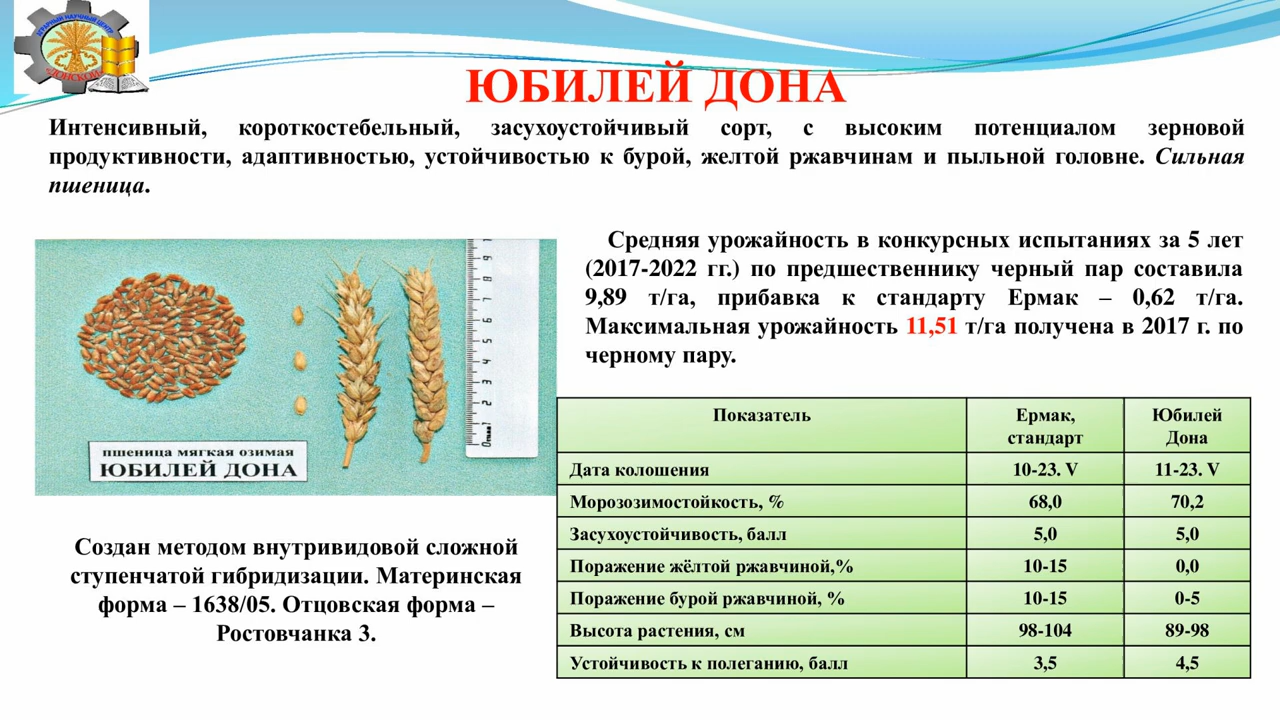 АГРАРНЫЙ НАУЧНЫЙ ЦЕНТР
"ДОНСКОЙ"
ЮБИЛЕЙ ДОНА
Интенсивный, короткостебельный, засухоустойчивый сорт, с высоким потенциалом зерновой
продуктивности, адаптивностью, устойчивостью к бурой, желтой ржавчинам и пыльной головне. Сильная
пшеница.
Средняя урожайность в конкурсных испытаниях за 5 лет
(2017-2022 гг.) по предшественнику черный пар составила
9,89 т/га, прибавка к стандарту Ермак – 0,62 т/га.
Максимальная урожайность 11,51 т/га получена в 2017 г. по
черному пару.
пшеница мягкая озимая
ЮБИЛЕЙ ДОНА
Создан методом внутривидовой сложной
ступенчатой гибридизации. Материнская
форма – 1638/05. Отцовская форма –
Ростовчанка 3.
Показатель Ермак, стандарт Юбилей Дона
Дата колошения 10-23. V 11-23. V
Морозозимостойкость, % 68,0 70,2
Засухоустойчивость, балл 5,0 5,0
Поражение жёлтой ржавчиной,% 10-15 0,0
Поражение бурой ржавчиной, % 10-15 0-5
Высота растения, см 98-104 89-98
Устойчивость к полеганию, балл 3,5 4,5